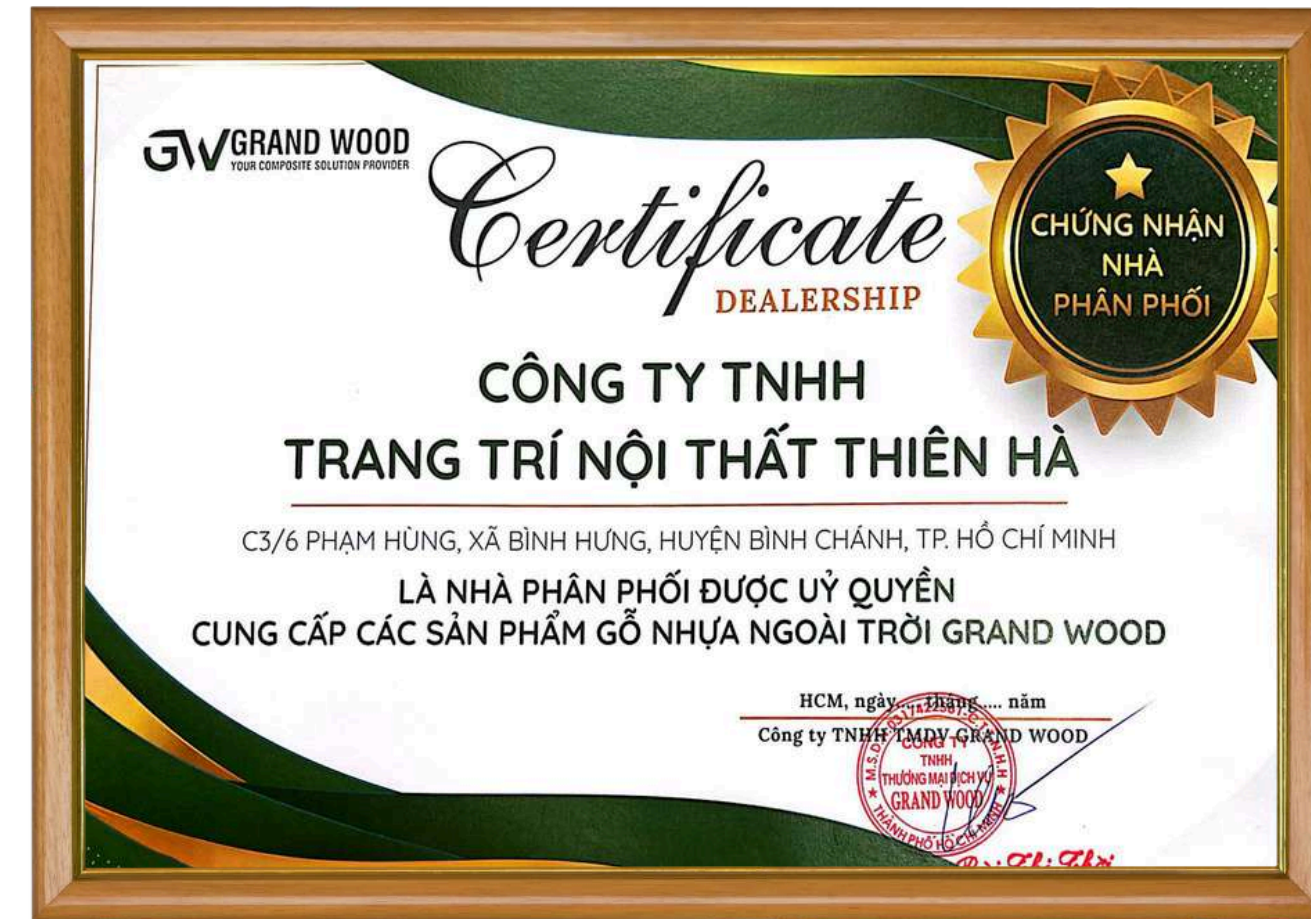 GW GRAND WOOD
YOUR COMPOSITE SOLUTION PROVIDER
Certificate
DEALERSHIP
CHỨNG NHẬN
NHÀ
PHÂN PHỐI
CÔNG TY TNHH
TRANG TRÍ NỘI THẤT THIÊN HÀ
C3/6 PHẠM HÙNG, XÃ BÌNH HƯNG, HUYỆN BÌNH CHÁNH, TP. HỒ CHÍ MINH
LÀ NHÀ PHÂN PHỐI ĐƯỢC UỶ QUYỀN
CUNG CẤP CÁC SẢN PHẨM GỖ NHỰA NGOÀI TRỜI GRAND WOOD
HCM, ngày..... tháng..... năm
Công ty TNHH TMDV GRAND WOOD
CÔNG TY
TNHH
THƯƠNG MẠI DỊCH VỤ
GRAND WOOD
THÀNH PHỐ HỒ CHÍ MINH